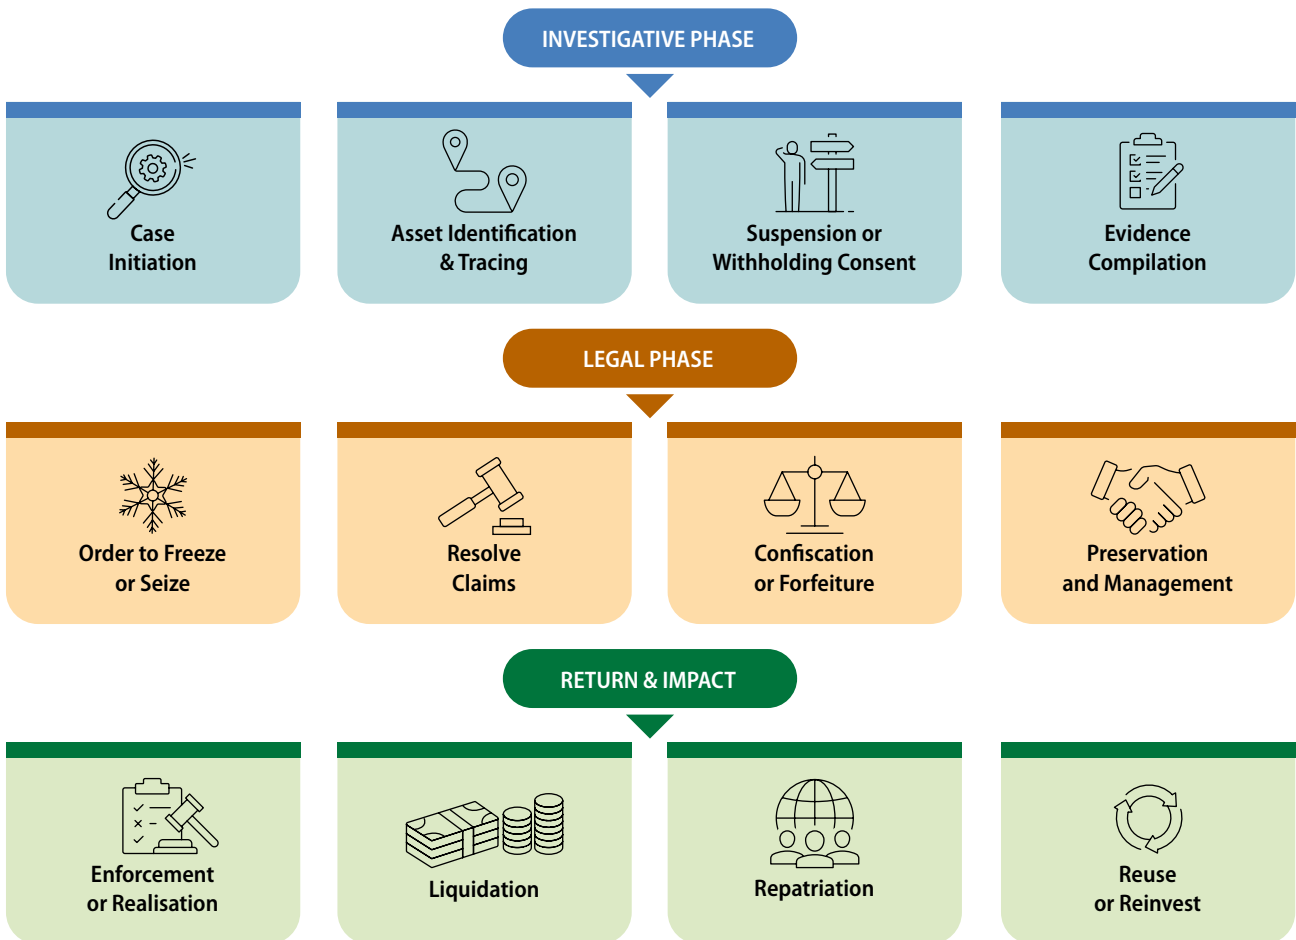 INVESTIGATIVE PHASE
Case
Initiation
Asset Identification
& Tracing
Suspension or
Withholding Consent
Evidence
Compilation
LEGAL PHASE
Order to Freeze
or Seize
Resolve
Claims
Confiscation
or Forfeiture
Preservation
and Management
RETURN & IMPACT
Enforcement
or Realisation
Liquidation
Repatriation
Reuse
or Reinvest